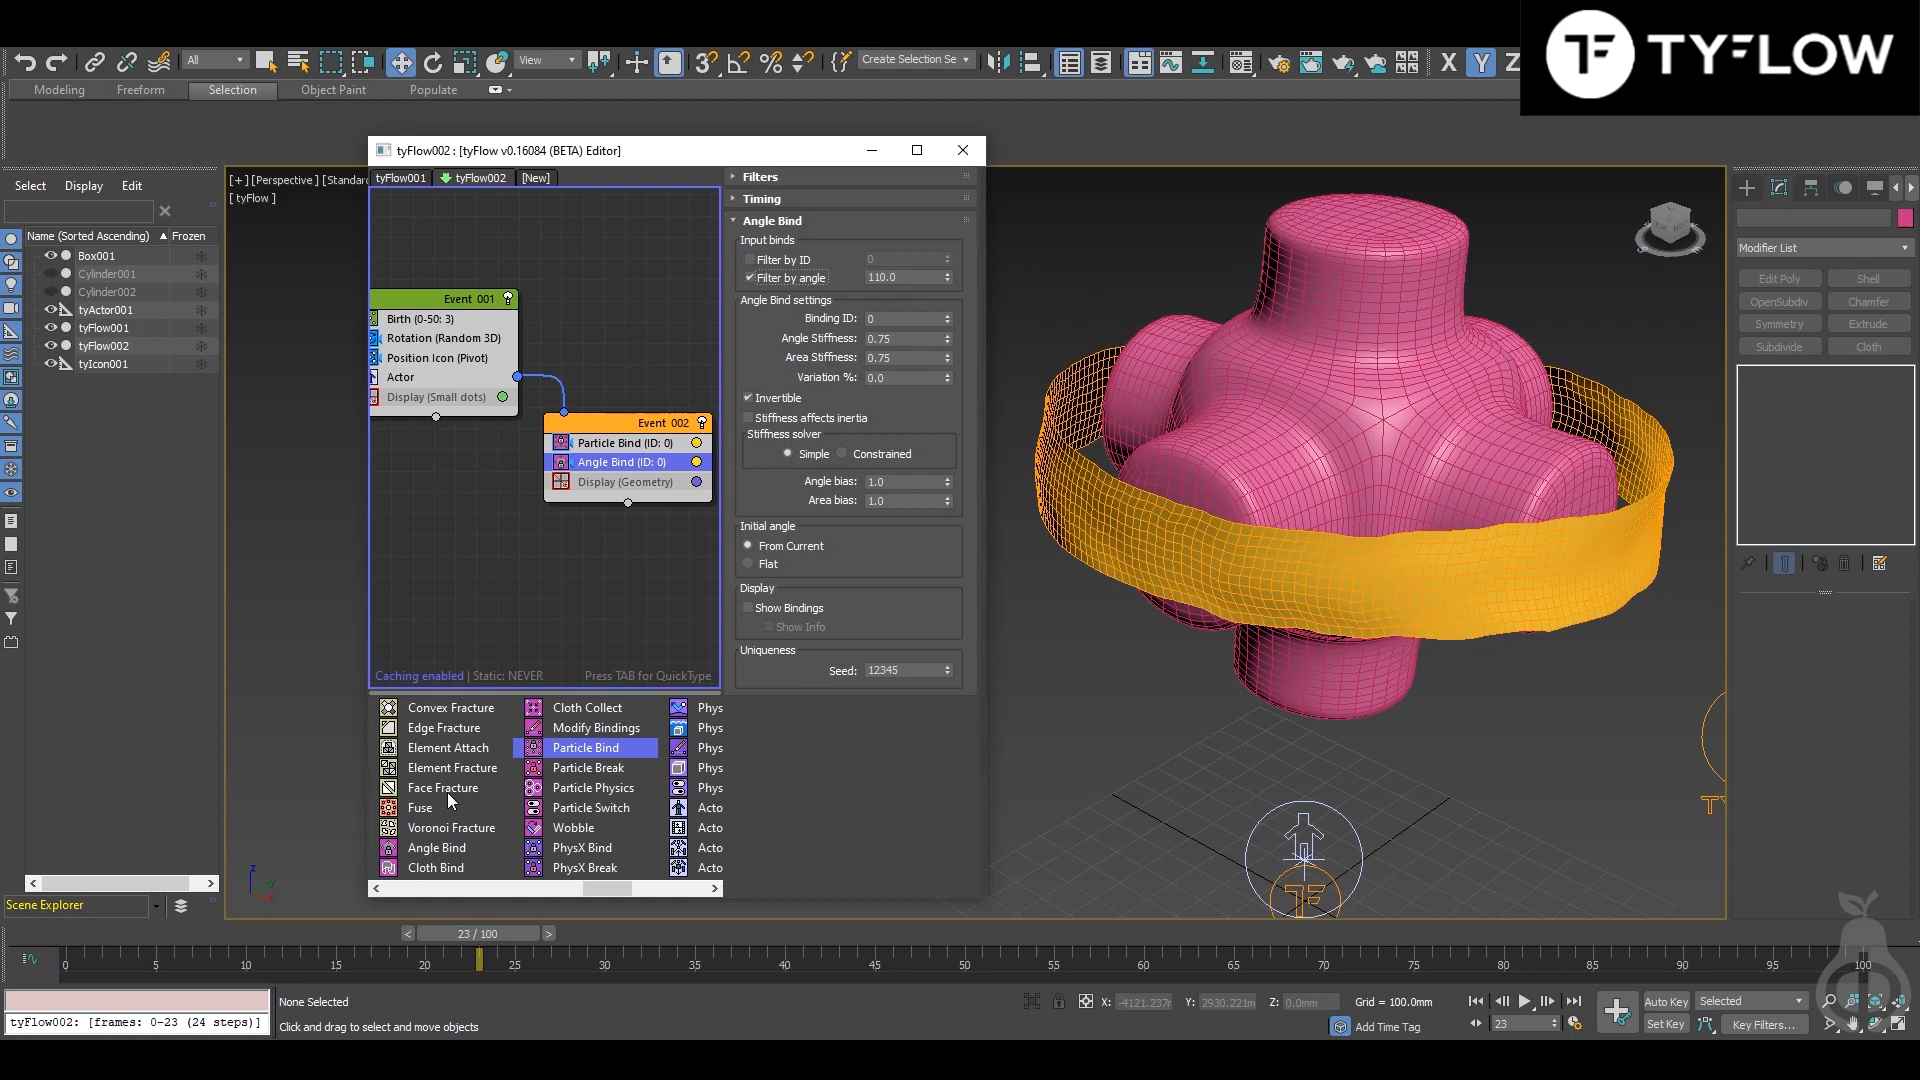 TYFLOW
All
View
Create Selection Se
X Y Z
Modeling Freeform Selection Object Paint Populate
tyFlow002 : [tyFlow v0.16084 (BETA) Editor]
tyFlow001 tyFlow002 [New]
Select Display Edit
Name (Sorted Ascending) Frozen
Box001
Cylinder001
Cylinder002
tyActor001
tyFlow001
tyFlow002
tyIcon001
Scene Explorer
[+] [Perspective] [Standar
[ tyFlow ]
Event 001
Birth (0-50: 3)
Rotation (Random 3D)
Position Icon (Pivot)
Actor
Display (Small dots)
Event 002
Particle Bind (ID: 0)
Angle Bind (ID: 0)
Display (Geometry)
Caching enabled | Static: NEVER
Press TAB for QuickType
Filters
Timing
Angle Bind
Input binds
Filter by ID 0
Filter by angle 110.0
Angle Bind settings
Binding ID: 0
Angle Stiffness: 0.75
Area Stiffness: 0.75
Variation %: 0.0
Invertible
Stiffness affects inertia
Stiffness solver
Simple Constrained
Angle bias: 1.0
Area bias: 1.0
Initial angle
From Current
Flat
Display
Show Bindings
Show Info
Uniqueness
Seed: 12345
Convex Fracture Cloth Collect Phys
Edge Fracture Modify Bindings Phys
Element Attach Particle Bind Phys
Element Fracture Particle Break Phys
Face Fracture Particle Physics Phys
Fuse Particle Switch Acto
Voronoi Fracture Wobble Acto
Angle Bind PhysX Bind Acto
Cloth Bind PhysX Break Acto
TF
TY
Modifier List
Edit Poly Shell
OpenSubdiv Chamfer
Symmetry Extrude
Subdivide Cloth
23 / 100
0 5 10 15 20 25 30 35 40 45 50 55 60 65 70 75 80 85 90 95 100
None Selected
X: -4121.237m Y: 2930.221m Z: 0.0mm Grid = 100.0mm
Auto Key Selected
tyFlow002: [frames: 0-23 (24 steps)]
Click and drag to select and move objects
Add Time Tag
23
Set Key Key Filters...